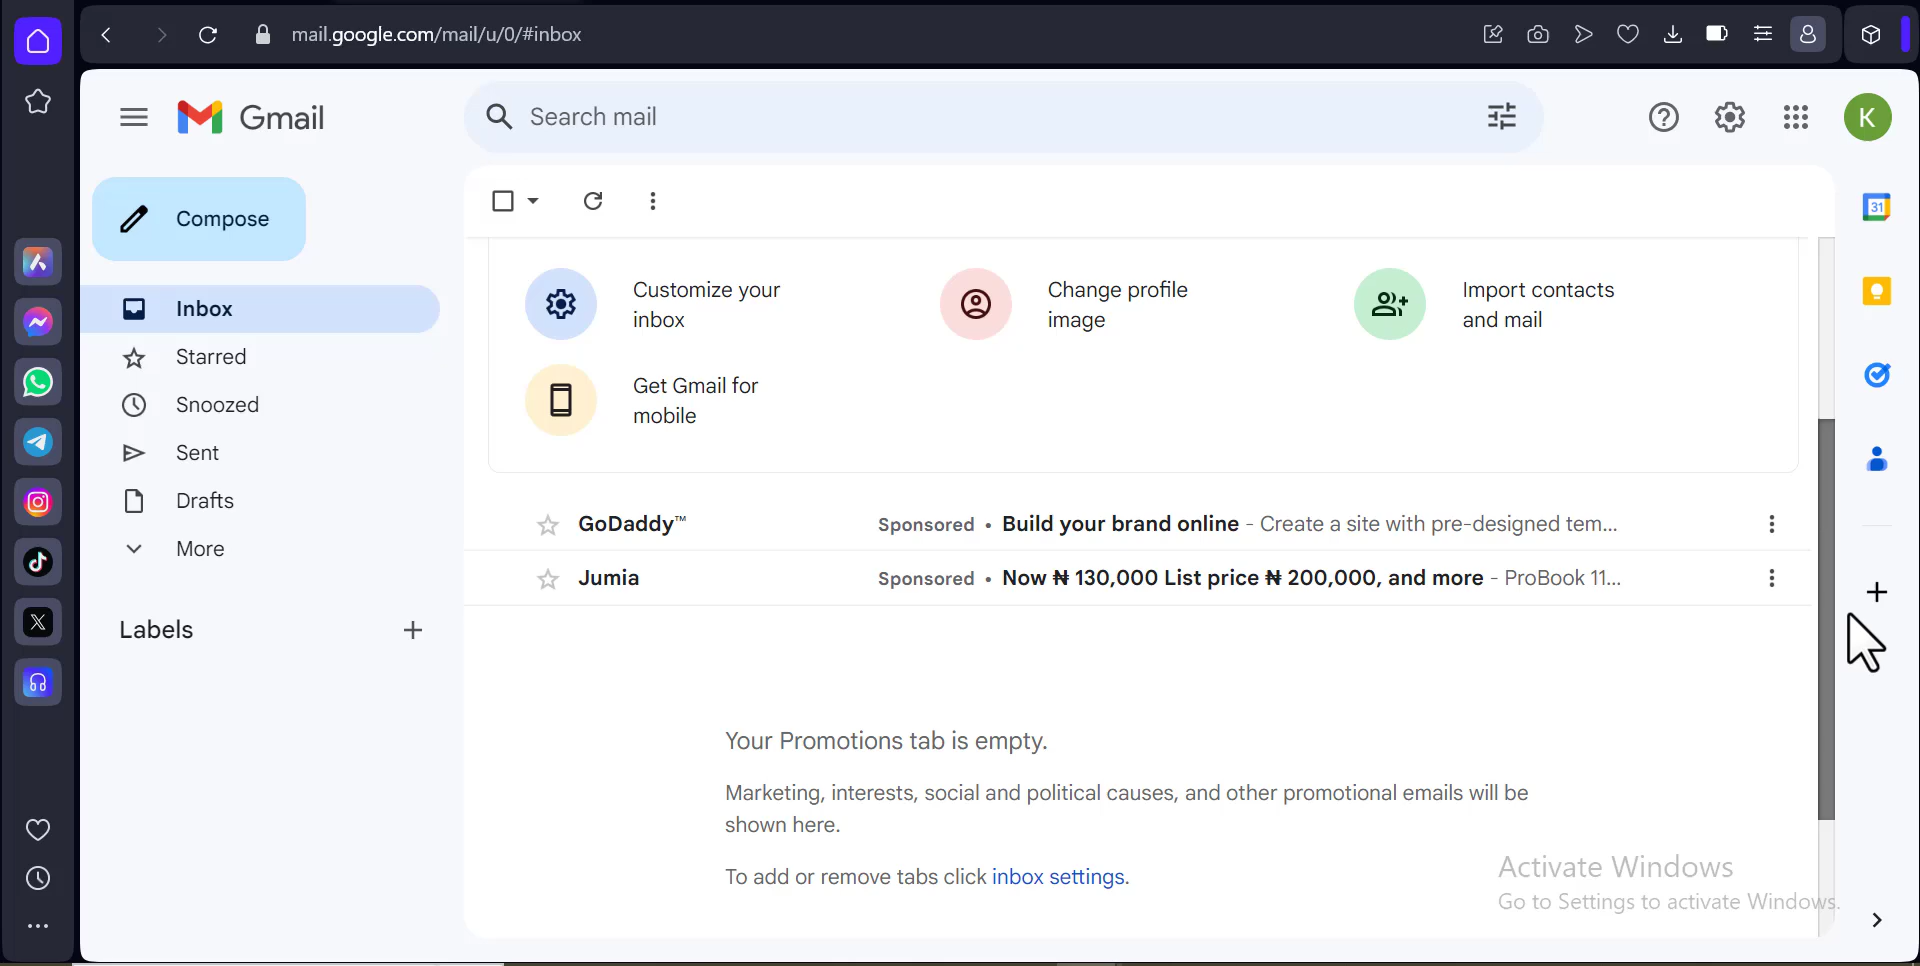 mail.google.com/mail/u/0/#inbox
Gmail
Search mail
K
Compose
Inbox
Starred
Snoozed
Sent
Drafts
More
Labels
Customize your
inbox
Change profile
image
Import contacts
and mail
Get Gmail for
mobile
GoDaddy™ Sponsored • Build your brand online - Create a site with pre-designed tem...
Jumia Sponsored • Now ₦ 130,000 List price ₦ 200,000, and more - ProBook 11...
Your Promotions tab is empty.
Marketing, interests, social and political causes, and other promotional emails will be
shown here.
To add or remove tabs click inbox settings.
31
Activate Windows
Go to Settings to activate Windows.